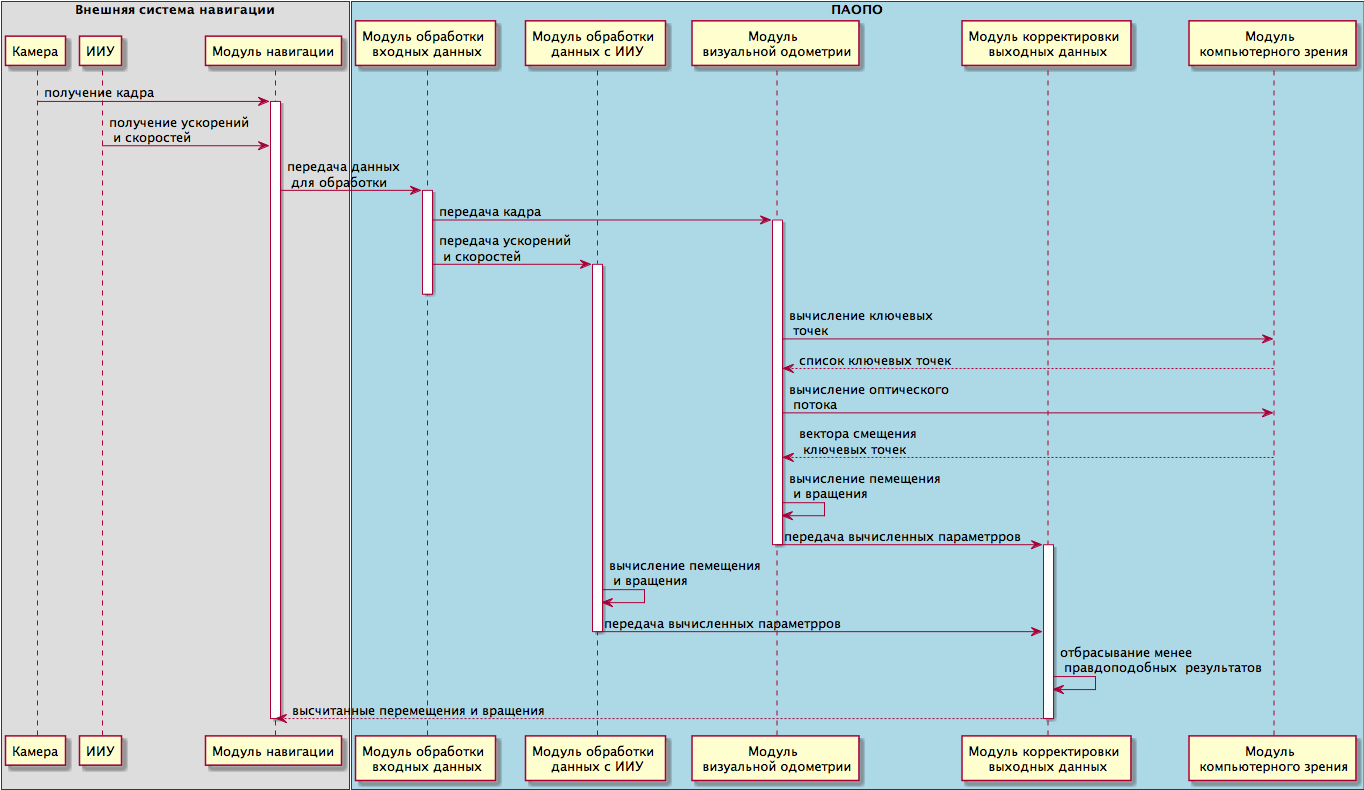 Внешняя система навигации
ПАОПО
Камера
ИИУ
Модуль навигации
Модуль обработки
входных данных
Модуль обработки
данных с ИИУ
Модуль
визуальной одометрии
Модуль корректировки
выходных данных
Модуль
компьютерного зрения
получение кадра
получение ускорений
и скоростей
передача данных
для обработки
передача кадра
передача ускорений
и скоростей
вычисление ключевых
точек
список ключевых точек
вычисление оптического
потока
вектора смещения
ключевых точек
вычисление пемещения
и вращения
передача вычисленных параметрров
вычисление пемещения
и вращения
передача вычисленных параметрров
отбрасывание менее
правдоподобных  результатов
высчитанные перемещения и вращения
Камера
ИИУ
Модуль навигации
Модуль обработки
входных данных
Модуль обработки
данных с ИИУ
Модуль
визуальной одометрии
Модуль корректировки
выходных данных
Модуль
компьютерного зрения